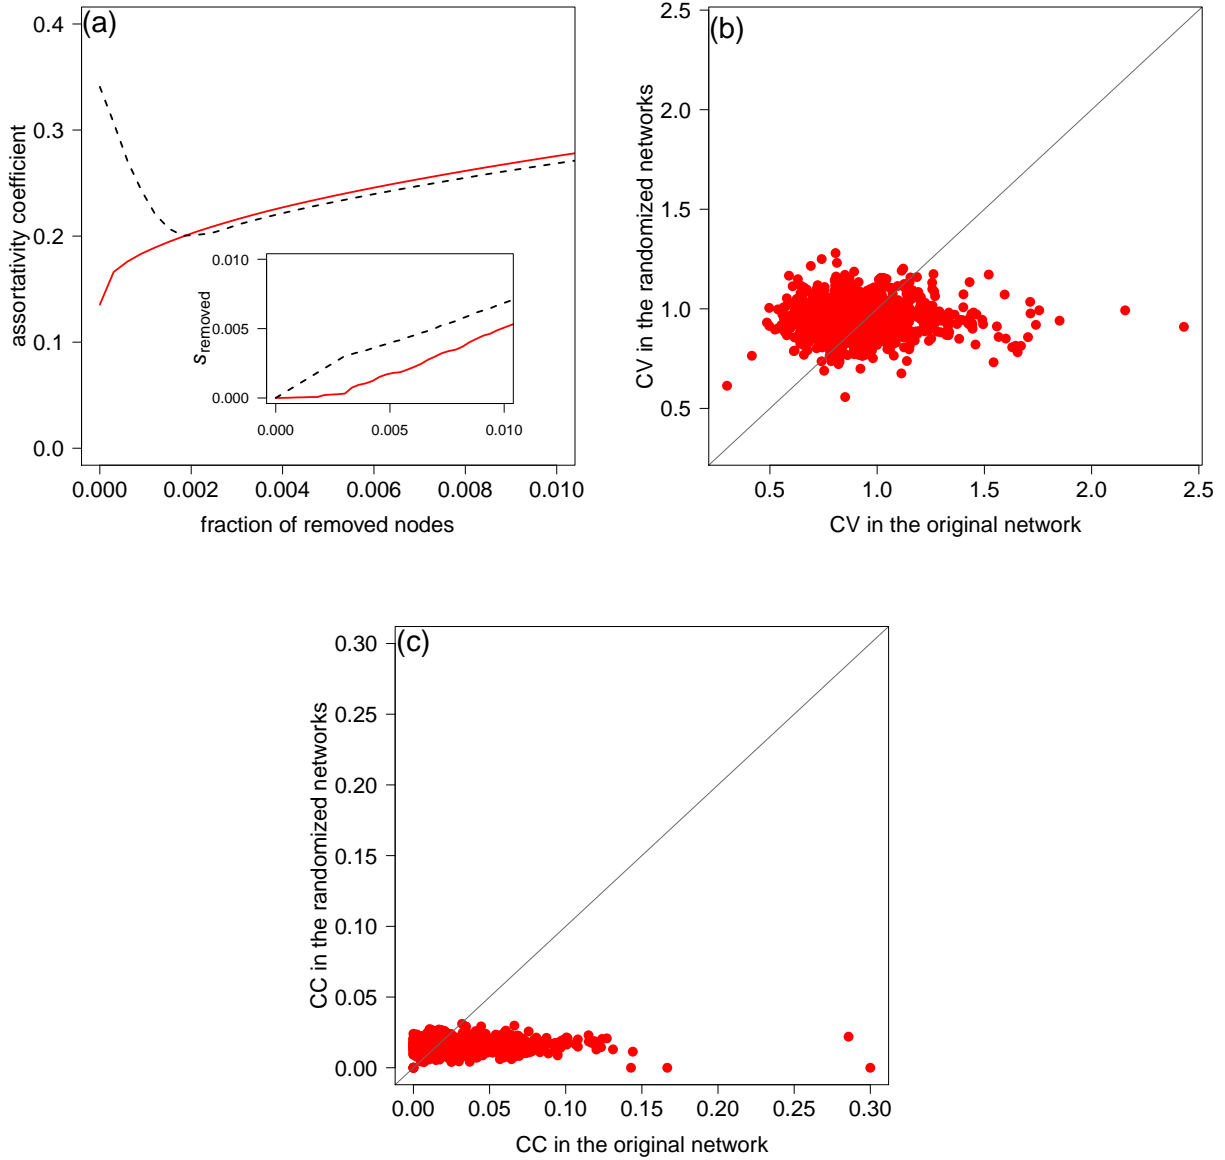 (a)
assortativity coefficient
0.4
0.3
0.2
0.1
0.0
0.000 0.002 0.004 0.006 0.008 0.010
fraction of removed nodes
Sremoved
0.010
0.005
0.000
0.000 0.005 0.010
(b)
CV in the randomized networks
2.5
2.0
1.5
1.0
0.5
0.5 1.0 1.5 2.0 2.5
CV in the original network
(c)
CC in the randomized networks
0.30
0.25
0.20
0.15
0.10
0.05
0.00
0.00 0.05 0.10 0.15 0.20 0.25 0.30
CC in the original network